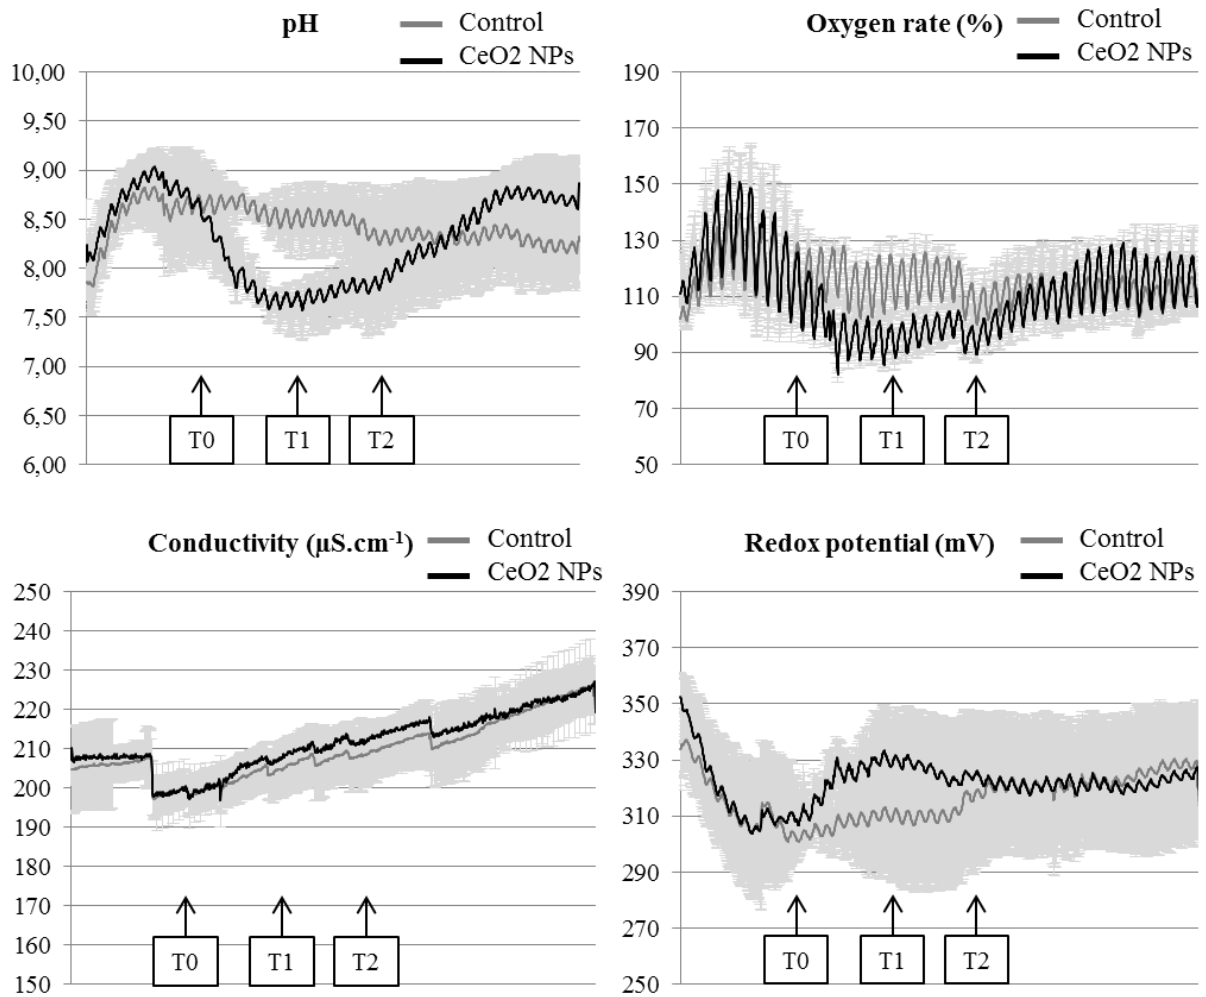 pH
Control
CeO2 NPs
10,00
9,50
9,00
8,50
8,00
7,50
7,00
6,50
6,00
T0 T1 T2
Oxygen rate (%)
Control
CeO2 NPs
190
170
150
130
110
90
70
50
T0 T1 T2
Conductivity (µS.cm-1)
Control
CeO2 NPs
250
240
230
220
210
200
190
180
170
160
150
T0 T1 T2
Redox potential (mV)
Control
CeO2 NPs
390
370
350
330
310
290
270
250
T0 T1 T2